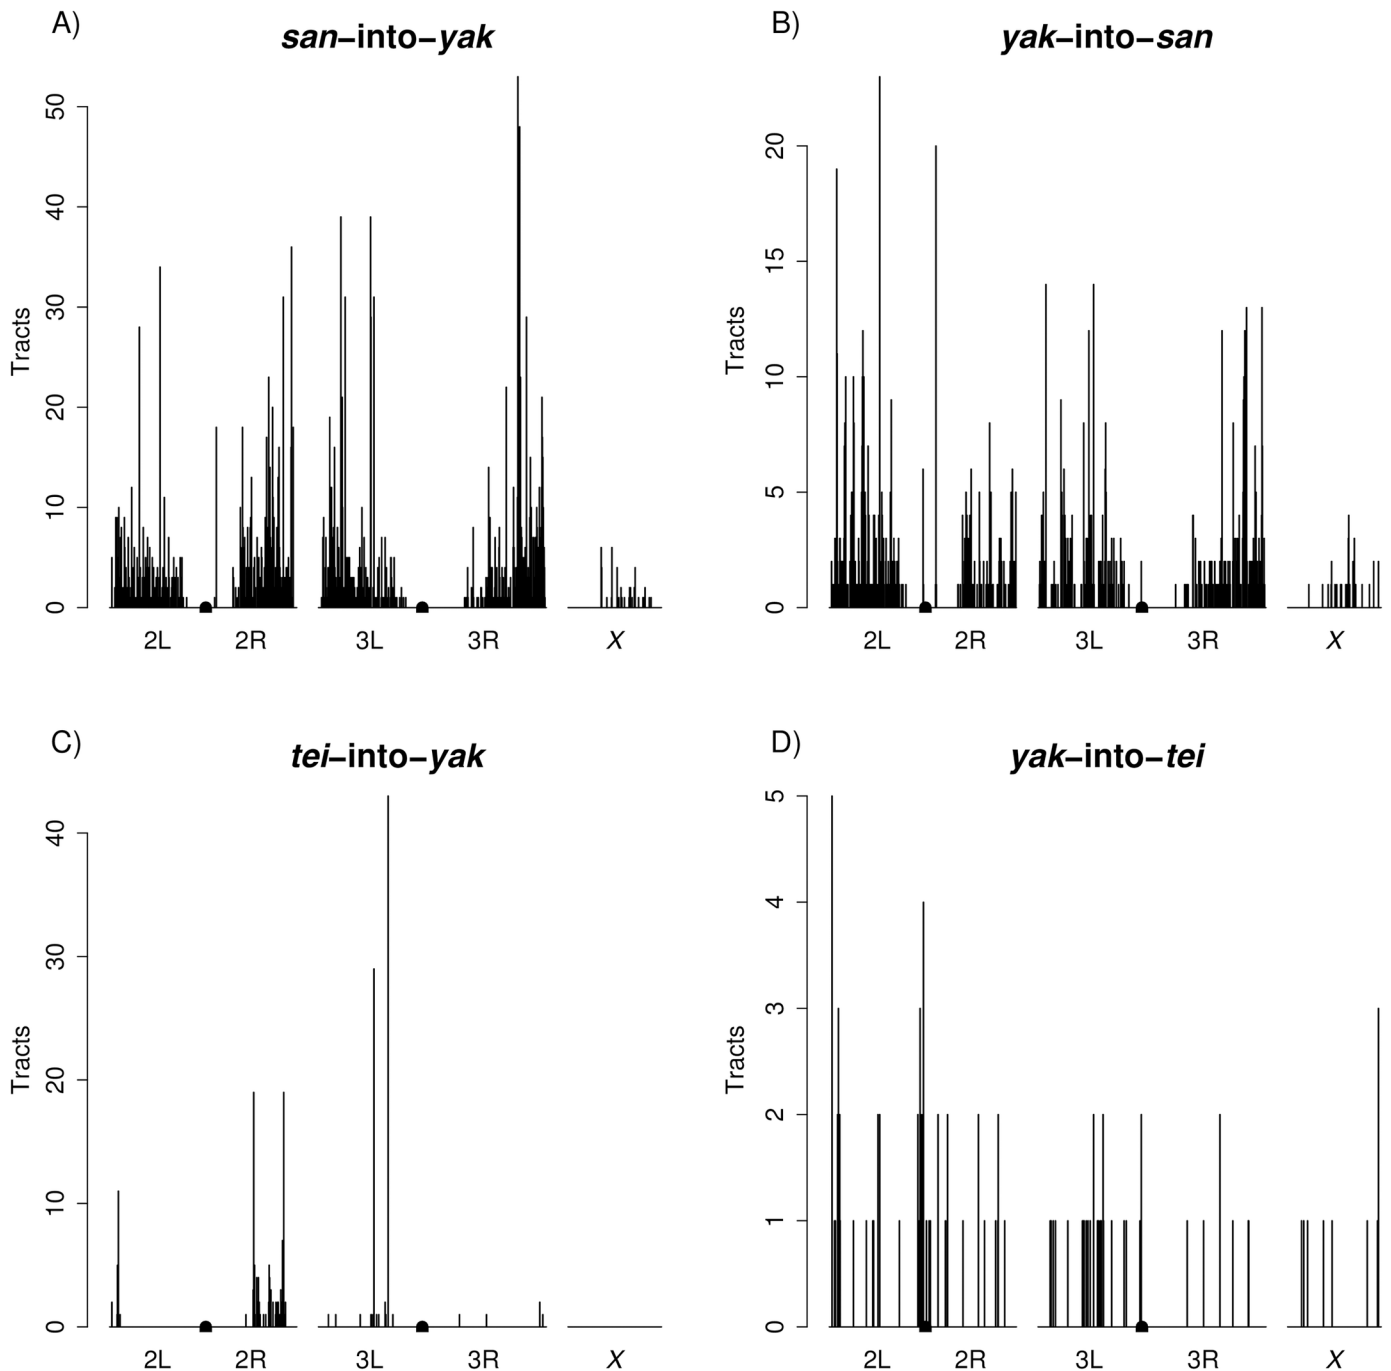 A)
san–into–yak
Tracts
0 10 20 30 40 50
2L 2R 3L 3R X
B)
yak–into–san
Tracts
0 5 10 15 20
2L 2R 3L 3R X
C)
tei–into–yak
Tracts
0 10 20 30 40
2L 2R 3L 3R X
D)
yak–into–tei
Tracts
0 1 2 3 4 5
2L 2R 3L 3R X